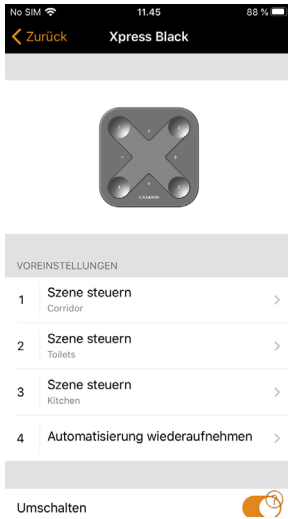 No SIM 11.45 88 %
Zurück Xpress Black
CASAMBI
VOREINSTELLUNGEN
1 Szene steuern
Corridor
2 Szene steuern
Toilets
3 Szene steuern
Kitchen
4 Automatisierung wiederaufnehmen
Umschalten ?